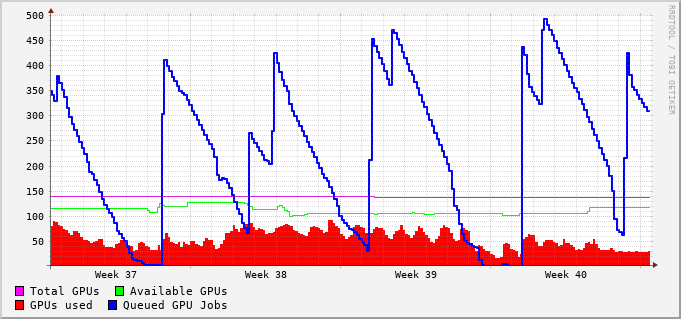 500
450
400
350
300
250
200
150
100
50
RRDTOOL / TOBI OETIKER
Week 37 Week 38 Week 39 Week 40
Total GPUs Available GPUs
GPUs used Queued GPU Jobs